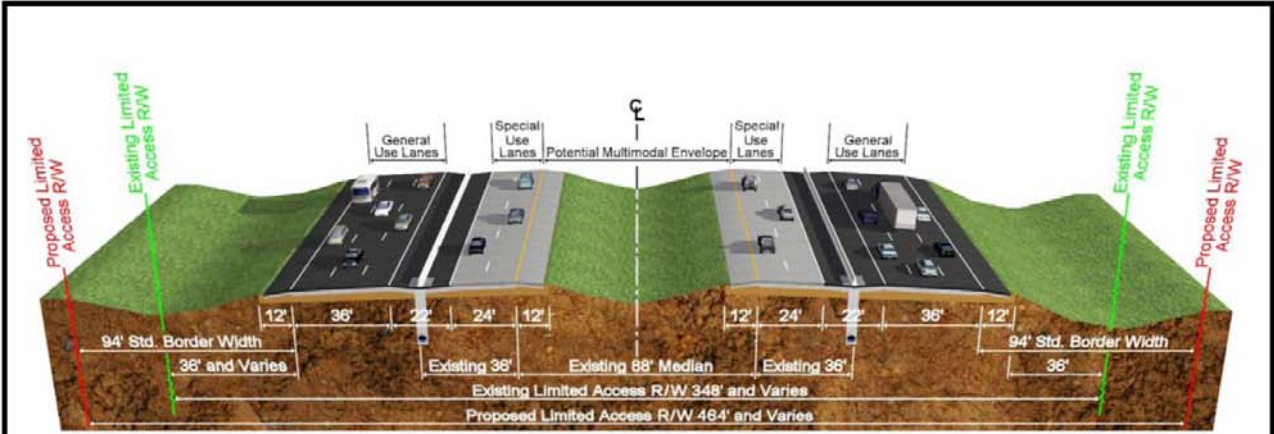 Proposed Limited
Access R/W
Existing Limited
Access R/W
General
Use Lanes
Special
Use
Lanes
Potential Multimodal Envelope
℄
Special
Use
Lanes
General
Use Lanes
Existing Limited
Access R/W
Proposed Limited
Access R/W
12' 36' 22' 24' 12' 12' 24' 22' 36' 12'
94' Std. Border Width 94' Std. Border Width
36' and Varies Existing 36' Existing 88' Median Existing 36' 36'
Existing Limited Access R/W 348' and Varies
Proposed Limited Access R/W 464' and Varies